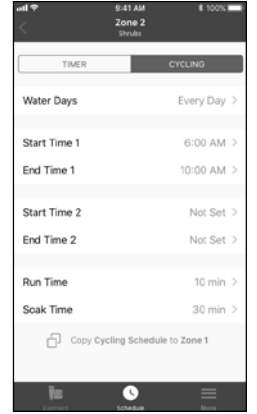 9:41 AM 100%
Zone 2
Shrubs
TIMER CYCLING
Water Days Every Day >
Start Time 1 6:00 AM >
End Time 1 10:00 AM >
Start Time 2 Not Set >
End Time 2 Not Set >
Run Time 10 min >
Soak Time 30 min >
Copy Cycling Schedule to Zone 1
Connect Schedule More